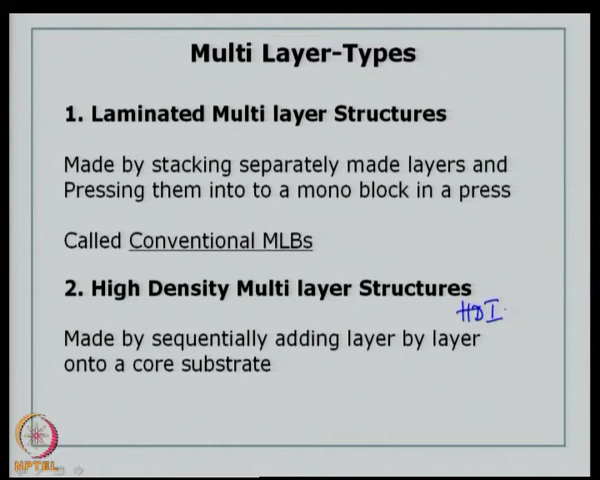 Multi Layer-Types
1. Laminated Multi layer Structures
Made by stacking separately made layers and
Pressing them into to a mono block in a press
Called Conventional MLBs
2. High Density Multi layer Structures
HDI
Made by sequentially adding layer by layer
onto a core substrate
NPTEL